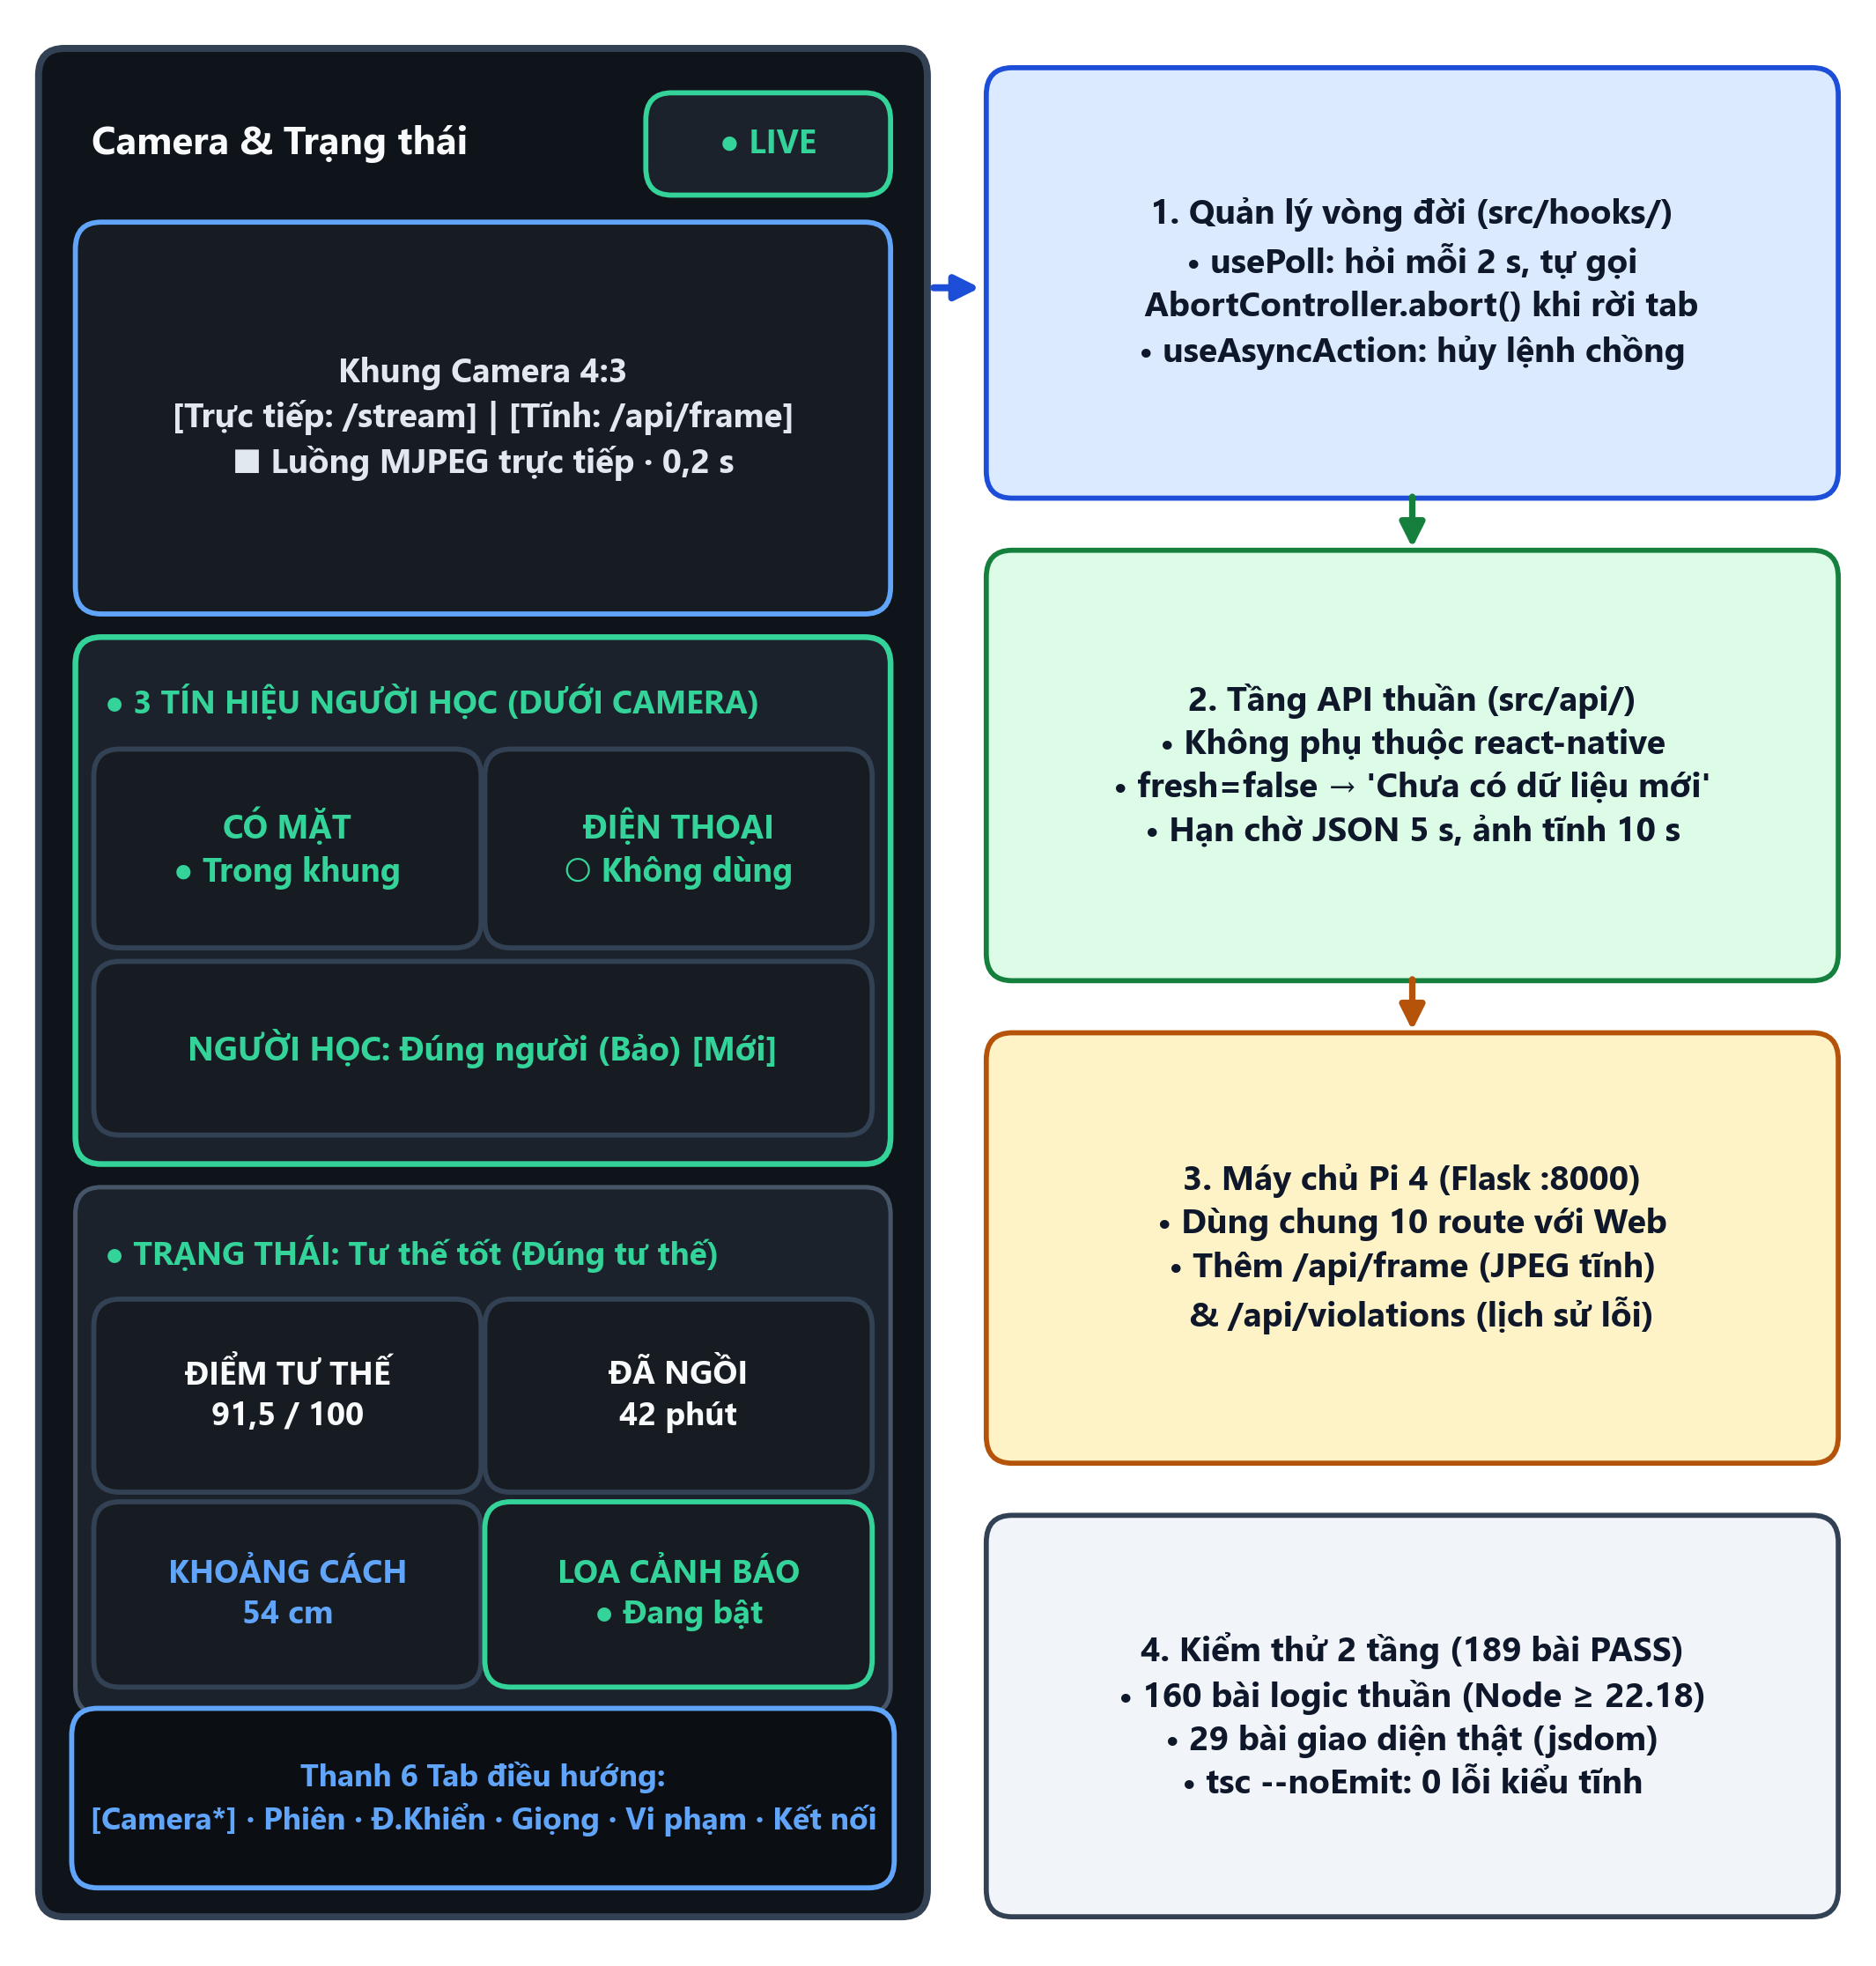 Camera & Trạng thái
● LIVE
Khung Camera 4:3
[Trực tiếp: /stream] | [Tĩnh: /api/frame]
■ Luồng MJPEG trực tiếp · 0,2 s
● 3 TÍN HIỆU NGƯỜI HỌC (DƯỚI CAMERA)
CÓ MẶT
● Trong khung
ĐIỆN THOẠI
○ Không dùng
NGƯỜI HỌC: Đúng người (Bảo) [Mới]
● TRẠNG THÁI: Tư thế tốt (Đúng tư thế)
ĐIỂM TƯ THẾ
91,5 / 100
ĐÃ NGỒI
42 phút
KHOẢNG CÁCH
54 cm
LOA CẢNH BÁO
● Đang bật
Thanh 6 Tab điều hướng:
[Camera*] · Phiên · Đ.Khiển · Giọng · Vi phạm · Kết nối
1. Quản lý vòng đời (src/hooks/)
• usePoll: hỏi mỗi 2 s, tự gọi
AbortController.abort() khi rời tab
• useAsyncAction: hủy lệnh chồng
2. Tầng API thuần (src/api/)
• Không phụ thuộc react-native
• fresh=false → 'Chưa có dữ liệu mới'
• Hạn chờ JSON 5 s, ảnh tĩnh 10 s
3. Máy chủ Pi 4 (Flask :8000)
• Dùng chung 10 route với Web
• Thêm /api/frame (JPEG tĩnh)
& /api/violations (lịch sử lỗi)
4. Kiểm thử 2 tầng (189 bài PASS)
• 160 bài logic thuần (Node ≥ 22.18)
• 29 bài giao diện thật (jsdom)
• tsc --noEmit: 0 lỗi kiểu tĩnh